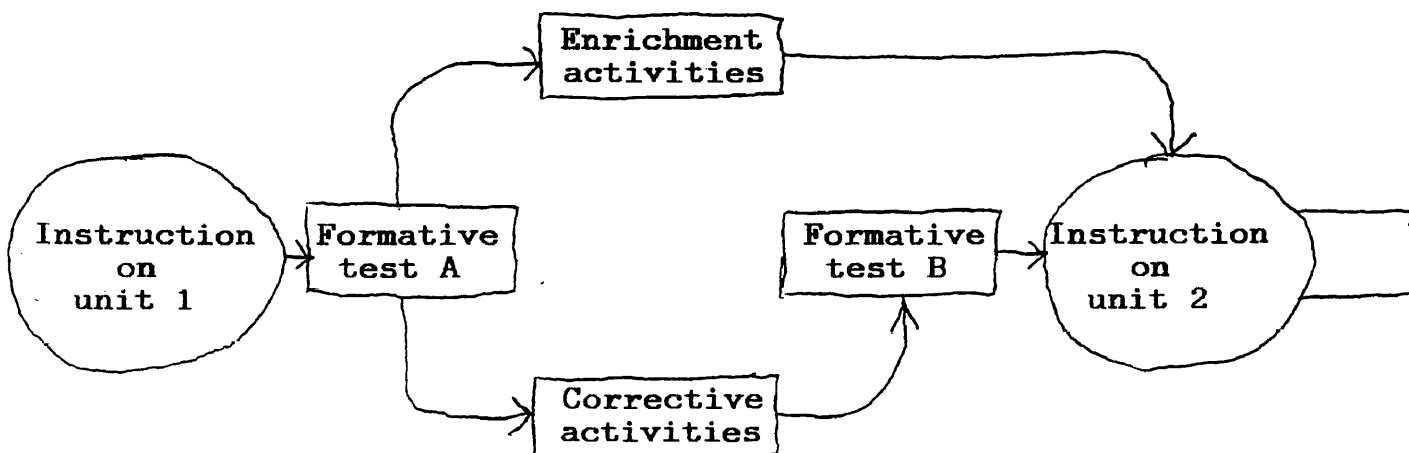 Enrichment
activities
Instruction
on
unit 1
Formative
test A
Formative
test B
Instruction
on
unit 2
Corrective
activities